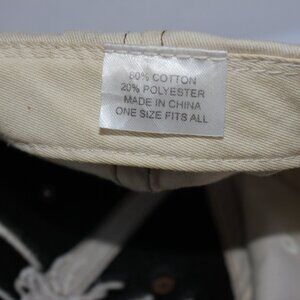 80% COTTON
20% POLYESTER
MADE IN CHINA
ONE SIZE FITS ALL